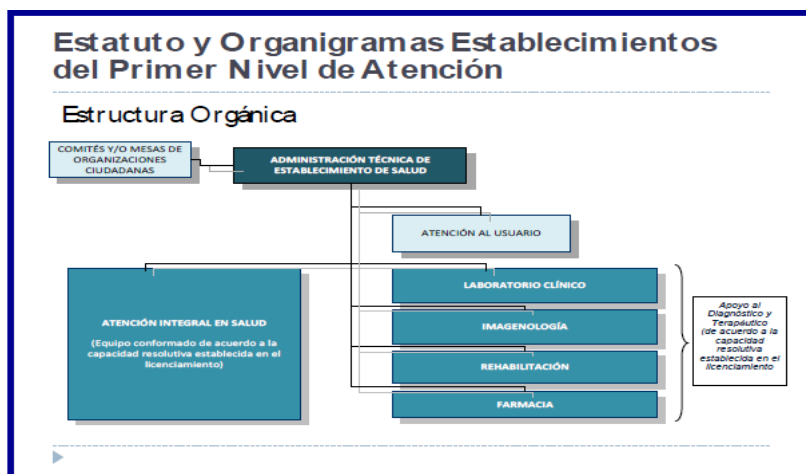 Estatuto y Organigramas Establecimientos
del Primer Nivel de Atención
Estructura Orgánica
COMITÉS Y/O MESAS DE
ORGANIZACIONES
CIUDADANAS
ADMINISTRACIÓN TÉCNICA DE
ESTABLECIMIENTO DE SALUD
ATENCIÓN AL USUARIO
ATENCIÓN INTEGRAL EN SALUD
(Equipo conformado de acuerdo a la
capacidad resolutiva establecida en el
licenciamiento)
LABORATORIO CLÍNICO
IMAGENOLOGÍA
REHABILITACIÓN
FARMACIA
Apoyo al
Diagnóstico y
Terapéutico
(de acuerdo a la
capacidad
resolutiva
establecida en el
licenciamiento